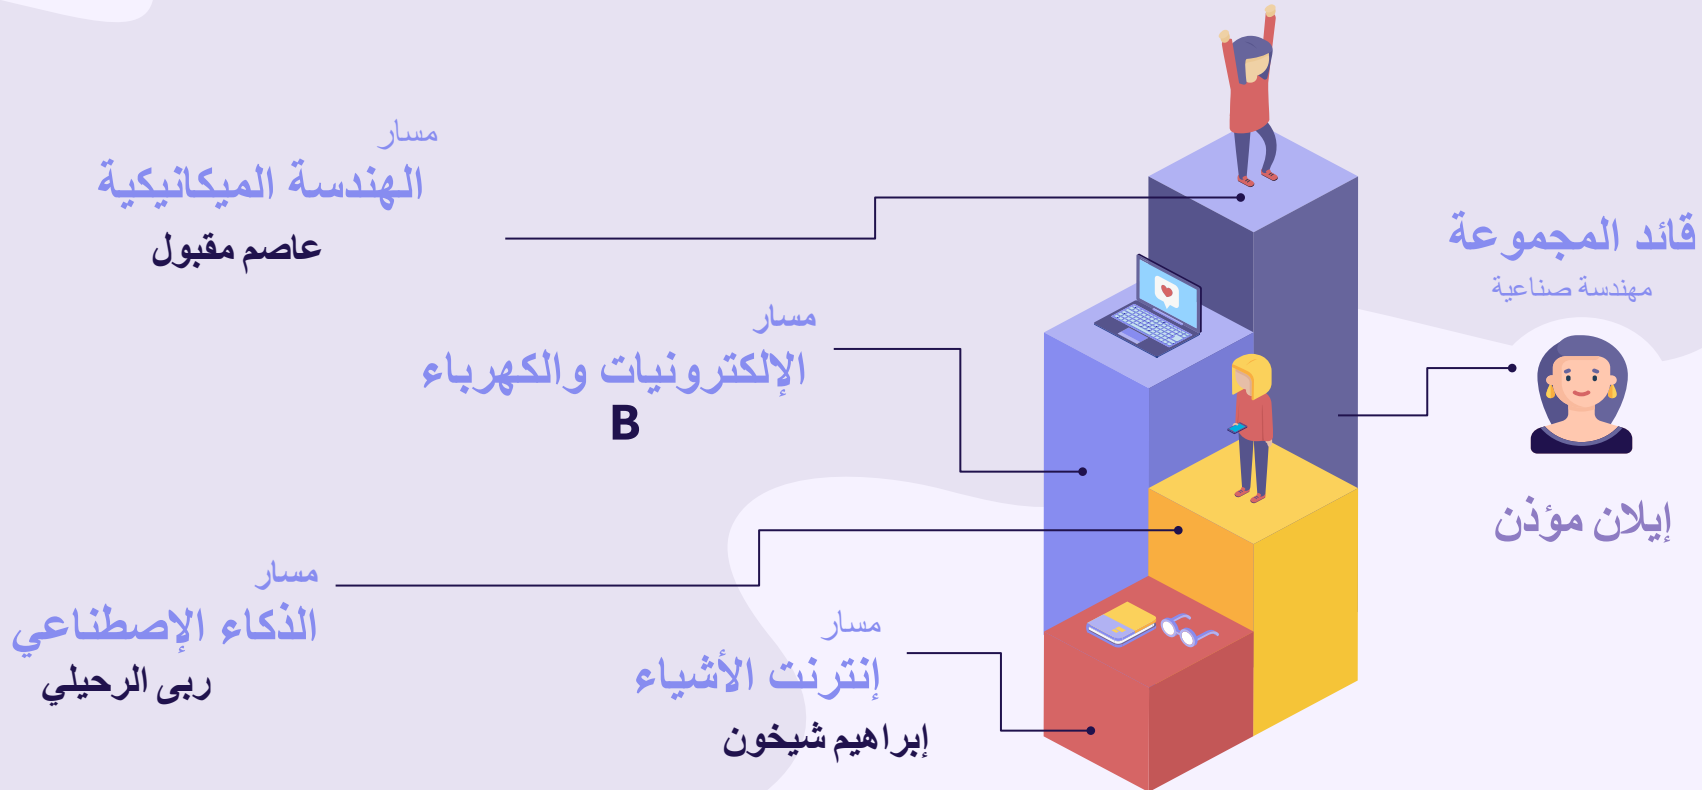 مسار
الهندسة الميكانيكية
عاصم مقبول
قائد المجموعة
مهندسة صناعية
إيلان مؤذن
مسار
الإلكترونيات والكهرباء
B
مسار
الذكاء الإصطناعي
ربى الرحيلي
مسار
إنترنت الأشياء
إبراهيم شيخون